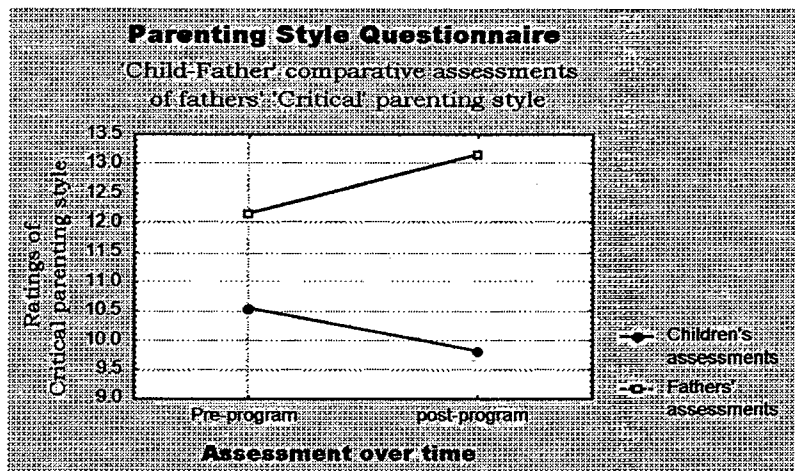 Parenting Style Questionnaire
'Child-Father' comparative assessments
of fathers' 'Critical' parenting style
Ratings of
Critical parenting style
13.5
13.0
12.5
12.0
11.5
11.0
10.5
10.0
9.5
9.0
Pre-program
post-program
Assessment over time
Children's
assessments
Fathers'
assessments